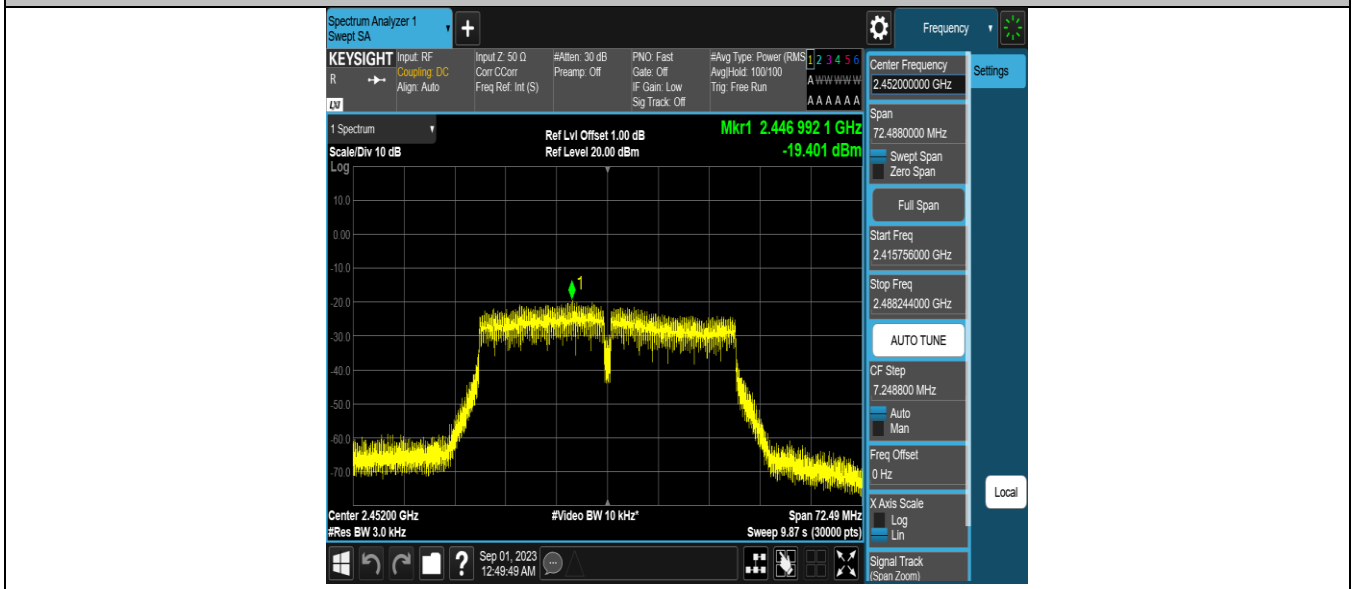 Spectrum Analyzer 1
Swept SA
+
Frequency
KEYSIGHT
R
LXI
Input: RF
Coupling: DC
Align: Auto
Input Z: 50 Ω
Corr CCorr
Freq Ref: Int (S)
#Atten: 30 dB
Preamp: Off
PNO: Fast
Gate: Off
IF Gain: Low
Sig Track: Off
#Avg Type: Power (RMS
Avg|Hold: 100/100
Trig: Free Run
1 2 3 4 5 6
A W W W W W
A A A A A A
1 Spectrum
Scale/Div 10 dB
Log
Ref Lvl Offset 1.00 dB
Ref Level 20.00 dBm
Mkr1 2.446 992 1 GHz
-19.401 dBm
10.0
0.00
-10.0
-20.0
-30.0
-40.0
-50.0
-60.0
-70.0
1
Center 2.45200 GHz
#Res BW 3.0 kHz
#Video BW 10 kHz*
Span 72.49 MHz
Sweep 9.87 s (30000 pts)
Center Frequency
2.452000000 GHz
Settings
Span
72.4880000 MHz
Swept Span
Zero Span
Full Span
Start Freq
2.415756000 GHz
Stop Freq
2.488244000 GHz
AUTO TUNE
CF Step
7.248800 MHz
Auto
Man
Freq Offset
0 Hz
X Axis Scale
Log
Lin
Local
Signal Track
(Span Zoom)
?
Sep 01, 2023
12:49:49 AM